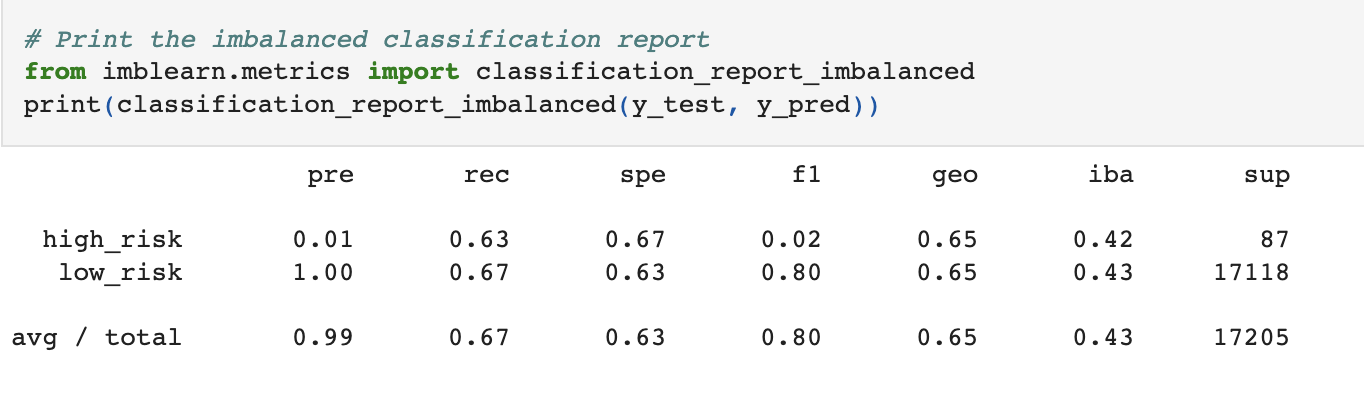 # Print the imbalanced classification report
from imblearn.metrics import classification_report_imbalanced
print(classification_report_imbalanced(y_test, y_pred))
pre rec spe f1 geo iba sup
high_risk 0.01 0.63 0.67 0.02 0.65 0.42 87
low_risk 1.00 0.67 0.63 0.80 0.65 0.43 17118
avg / total 0.99 0.67 0.63 0.80 0.65 0.43 17205